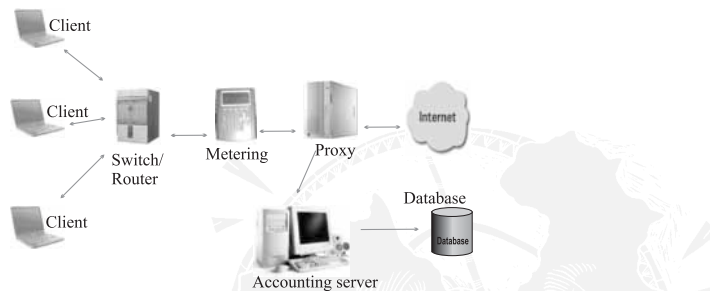 Client
Client
Client
Switch/
Router
Metering
Proxy
Internet
Accounting server
Database
Database